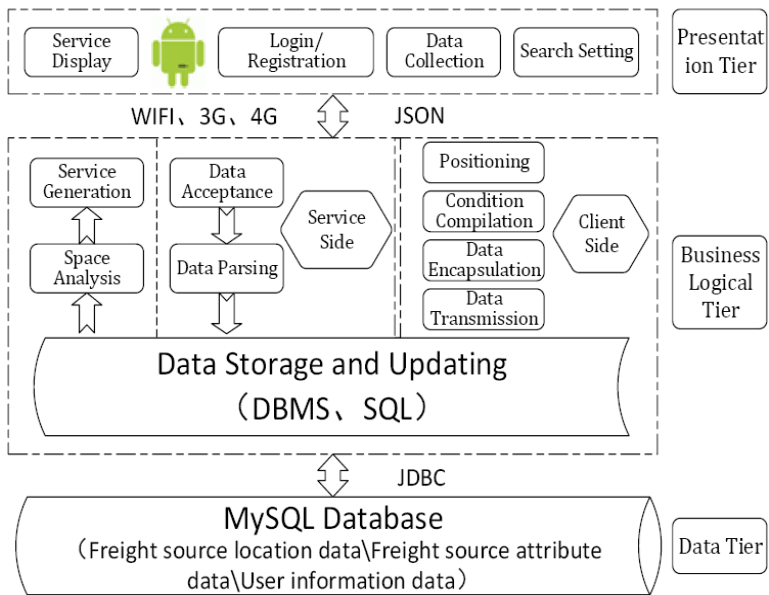 Service
Display
Login/
Registration
Data
Collection
Search Setting
Presentat
ion Tier
WIFI、3G、4G
JSON
Service
Generation
Space
Analysis
Data
Acceptance
Data Parsing
Service
Side
Positioning
Condition
Compilation
Data
Encapsulation
Data
Transmission
Client
Side
Business
Logical
Tier
Data Storage and Updating
（DBMS、SQL）
JDBC
MySQL Database
（Freight source location data\Freight source attribute
data\User information data）
Data Tier